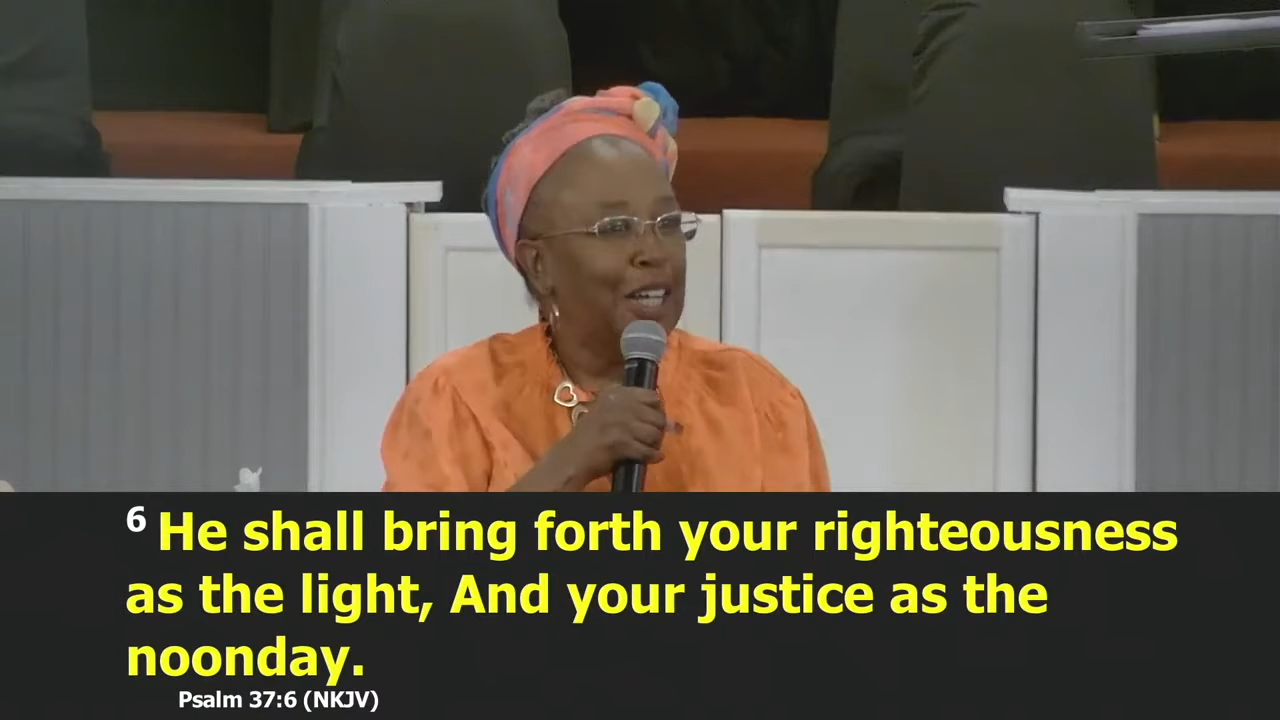 6 He shall bring forth your righteousness
as the light, And your justice as the
noonday.
Psalm 37:6 (NKJV)